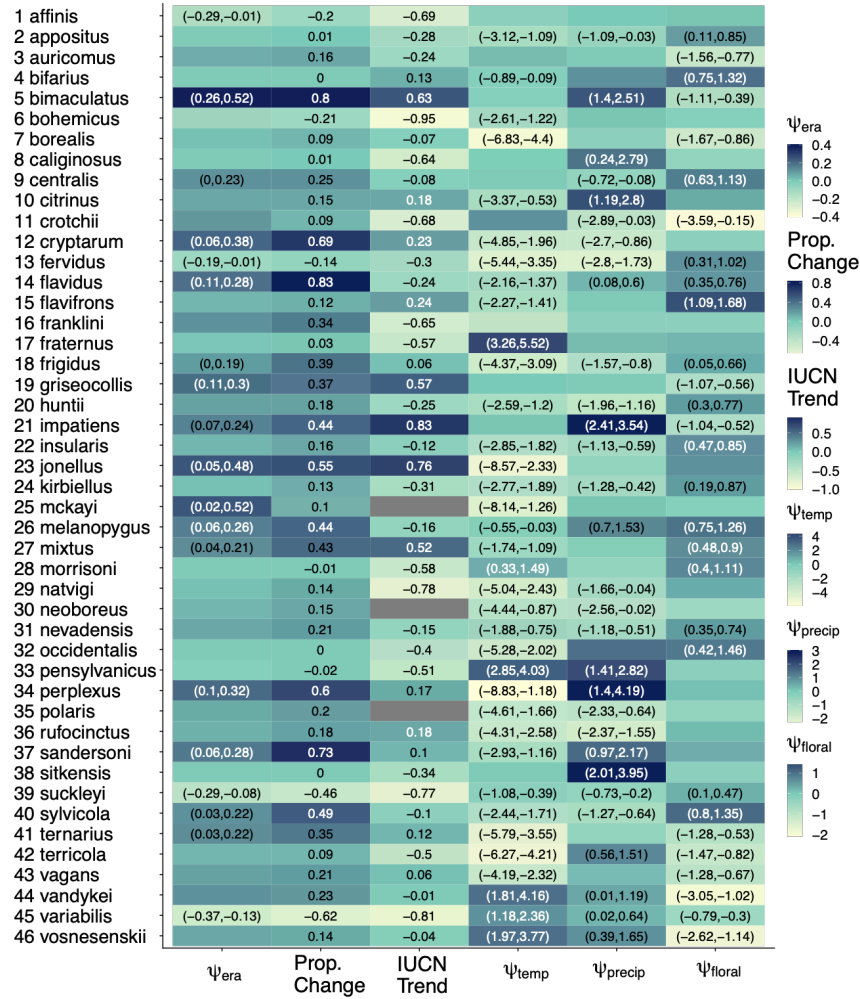 1 affinis (−0.29,−0.01) −0.2 −0.69
2 appositus 0.01 −0.28 (−3.12,−1.09) (−1.09,−0.03) (0.11,0.85)
3 auricomus 0.16 −0.24 (−1.56,−0.77)
4 bifarius 0 0.13 (−0.89,−0.09) (0.75,1.32)
5 bimaculatus (0.26,0.52) 0.8 0.63 (1.4,2.51) (−1.11,−0.39)
6 bohemicus −0.21 −0.95 (−2.61,−1.22)
7 borealis 0.09 −0.07 (−6.83,−4.4) (−1.67,−0.86)
8 caliginosus 0.01 −0.64 (0.24,2.79)
9 centralis (0,0.23) 0.25 −0.08 (−0.72,−0.08) (0.63,1.13)
10 citrinus 0.15 0.18 (−3.37,−0.53) (1.19,2.8)
11 crotchii 0.09 −0.68 (−2.89,−0.03) (−3.59,−0.15)
12 cryptarum (0.06,0.38) 0.69 0.23 (−4.85,−1.96) (−2.7,−0.86)
13 fervidus (−0.19,−0.01) −0.14 −0.3 (−5.44,−3.35) (−2.8,−1.73) (0.31,1.02)
14 flavidus (0.11,0.28) 0.83 −0.24 (−2.16,−1.37) (0.08,0.6) (0.35,0.76)
15 flavifrons 0.12 0.24 (−2.27,−1.41) (1.09,1.68)
16 franklini 0.34 −0.65
17 fraternus 0.03 −0.57 (3.26,5.52)
18 frigidus (0,0.19) 0.39 0.06 (−4.37,−3.09) (−1.57,−0.8) (0.05,0.66)
19 griseocollis (0.11,0.3) 0.37 0.57 (−1.07,−0.56)
20 huntii 0.18 −0.25 (−2.59,−1.2) (−1.96,−1.16) (0.3,0.77)
21 impatiens (0.07,0.24) 0.44 0.83 (2.41,3.54) (−1.04,−0.52)
22 insularis 0.16 −0.12 (−2.85,−1.82) (−1.13,−0.59) (0.47,0.85)
23 jonellus (0.05,0.48) 0.55 0.76 (−8.57,−2.33)
24 kirbiellus 0.13 −0.31 (−2.77,−1.89) (−1.28,−0.42) (0.19,0.87)
25 mckayi (0.02,0.52) 0.1 (−8.14,−1.26)
26 melanopygus (0.06,0.26) 0.44 −0.16 (−0.55,−0.03) (0.7,1.53) (0.75,1.26)
27 mixtus (0.04,0.21) 0.43 0.52 (−1.74,−1.09) (0.48,0.9)
28 morrisoni −0.01 −0.58 (0.33,1.49) (0.4,1.11)
29 natvigi 0.14 −0.78 (−5.04,−2.43) (−1.66,−0.04)
30 neoboreus 0.15 (−4.44,−0.87) (−2.56,−0.02)
31 nevadensis 0.21 −0.15 (−1.88,−0.75) (−1.18,−0.51) (0.35,0.74)
32 occidentalis 0 −0.4 (−5.28,−2.02) (0.42,1.46)
33 pensylvanicus −0.02 −0.51 (2.85,4.03) (1.41,2.82)
34 perplexus (0.1,0.32) 0.6 0.17 (−8.83,−1.18) (1.4,4.19)
35 polaris 0.2 (−4.61,−1.66) (−2.33,−0.64)
36 rufocinctus 0.18 0.18 (−4.31,−2.58) (−2.37,−1.55)
37 sandersoni (0.06,0.28) 0.73 0.1 (−2.93,−1.16) (0.97,2.17)
38 sitkensis 0 −0.34 (2.01,3.95)
39 suckleyi (−0.29,−0.08) −0.46 −0.77 (−1.08,−0.39) (−0.73,−0.2) (0.1,0.47)
40 sylvicola (0.03,0.22) 0.49 −0.1 (−2.44,−1.71) (−1.27,−0.64) (0.8,1.35)
41 ternarius (0.03,0.22) 0.35 0.12 (−5.79,−3.55) (−1.28,−0.53)
42 terricola 0.09 −0.5 (−6.27,−4.21) (0.56,1.51) (−1.47,−0.82)
43 vagans 0.21 0.06 (−4.19,−2.32) (−1.28,−0.67)
44 vandykei 0.23 −0.01 (1.81,4.16) (0.01,1.19) (−3.05,−1.02)
45 variabilis (−0.37,−0.13) −0.62 −0.81 (1.18,2.36) (0.02,0.64) (−0.79,−0.3)
46 vosnesenskii 0.14 −0.04 (1.97,3.77) (0.39,1.65) (−2.62,−1.14)
ψera Prop. IUCN ψtemp ψprecip ψfloral
Change Trend
ψera
0.4
0.2
0.0
−0.2
−0.4
Prop.
Change
0.8
0.4
0.0
−0.4
IUCN
Trend
0.5
0.0
−0.5
−1.0
ψtemp
4
2
0
−2
−4
ψprecip
3
2
1
0
−1
−2
ψfloral
1
0
−1
−2